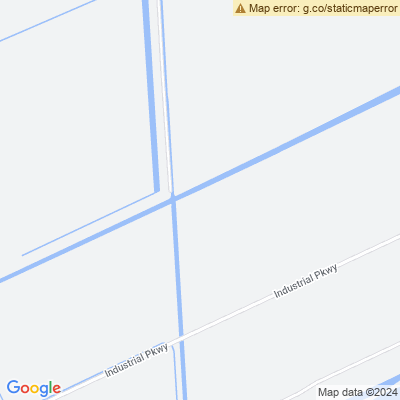 Map error: g.co/staticmaperror
Industrial Pkwy
Industrial Pkwy
Google
Map data ©2024